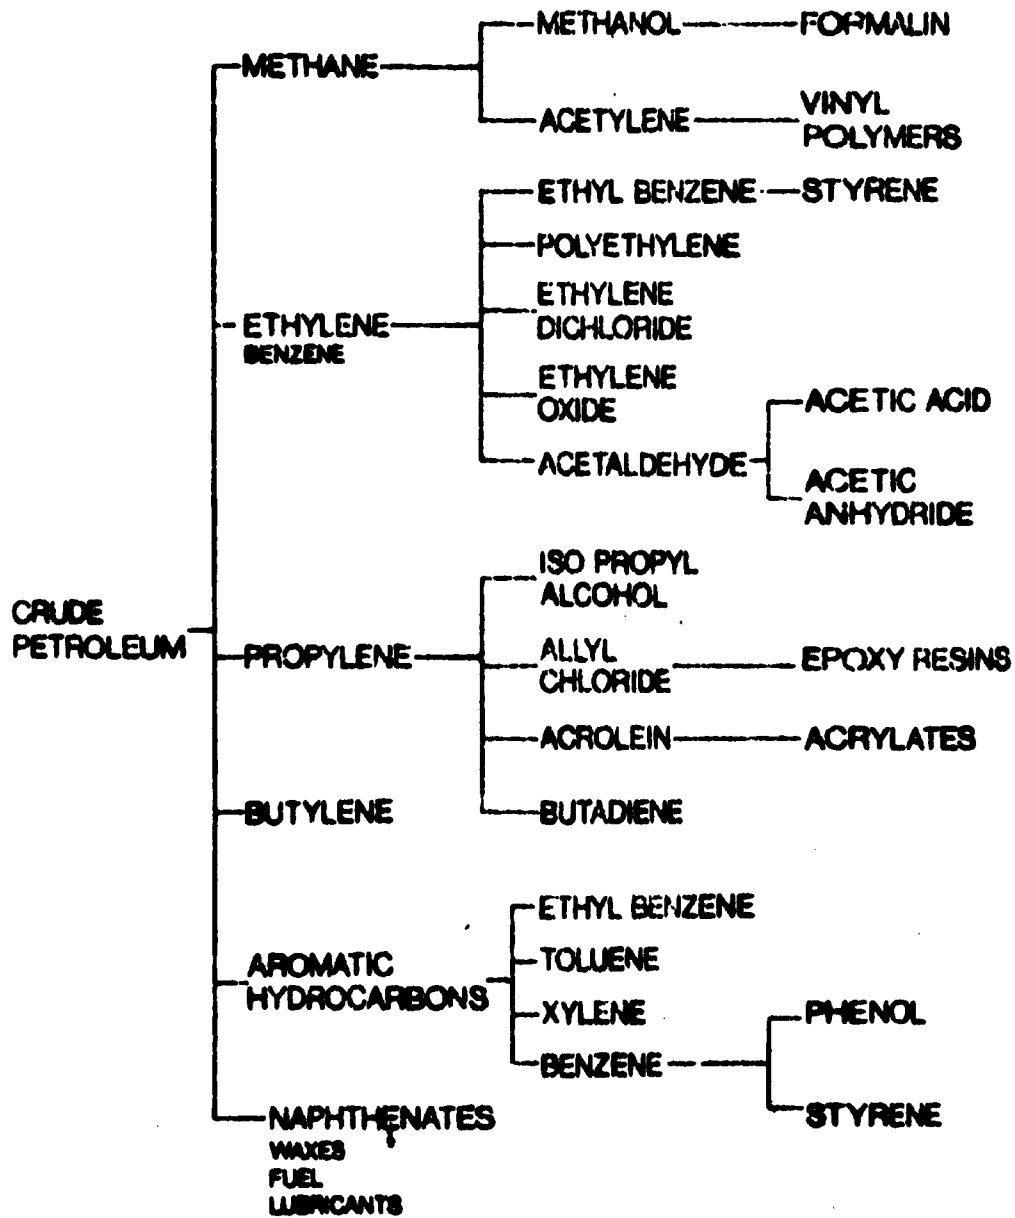 METHANOL
FORMALIN
METHANE
ACETYLENE
VINYL
POLYMERS
ETHYL BENZENE
STYRENE
POLYETHYLENE
ETHYLENE
DICHLORIDE
ETHYLENE
BENZENE
ETHYLENE
OXIDE
ACETALDEHYDE
ACETIC ACID
ACETIC
ANHYDRIDE
CRUDE
PETROLEUM
ISO PROPYL
ALCOHOL
PROPYLENE
ALLYL
CHLORIDE
EPOXY RESINS
ACROLEIN
ACRYLATES
BUTYLENE
BUTADIENE
ETHYL BENZENE
AROMATIC
HYDROCARBONS
TOLUENE
XYLENE
BENZENE
PHENOL
STYRENE
NAPHTHENATES
WAXES
FUEL
LUBRICANTS